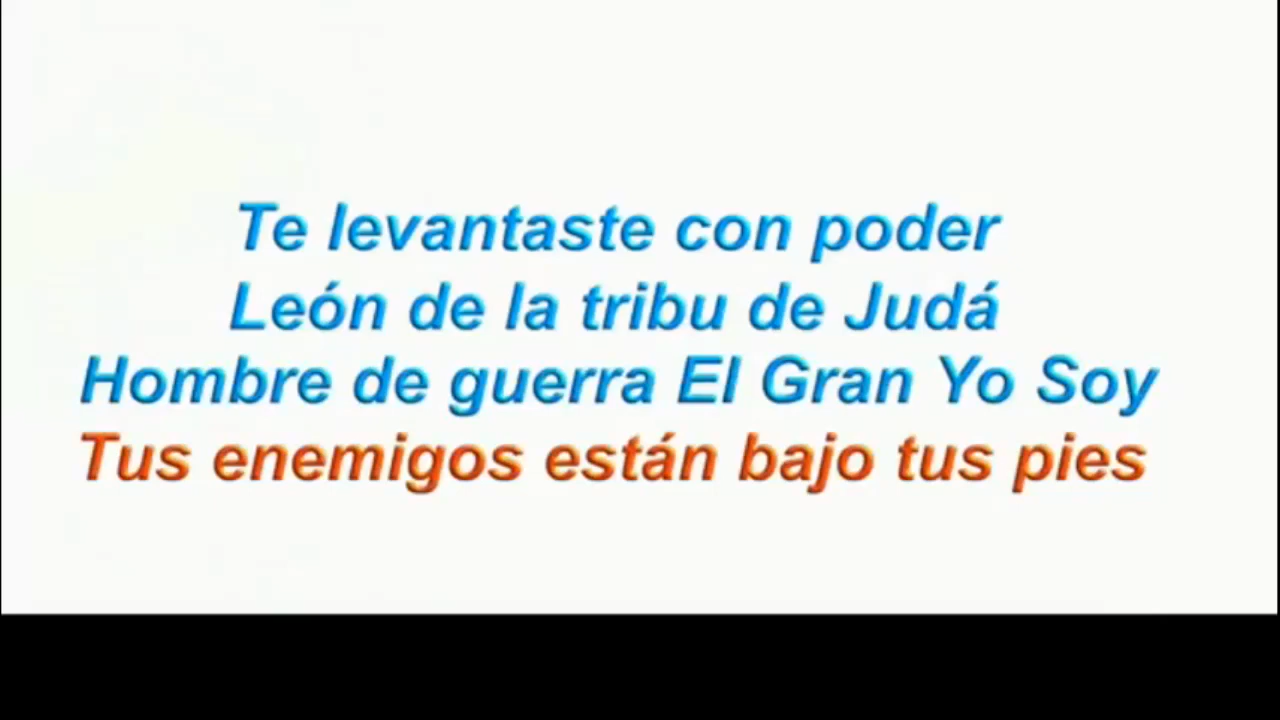 Te levantaste con poder
León de la tribu de Judá
Hombre de guerra El Gran Yo Soy
Tus enemigos están bajo tus pies